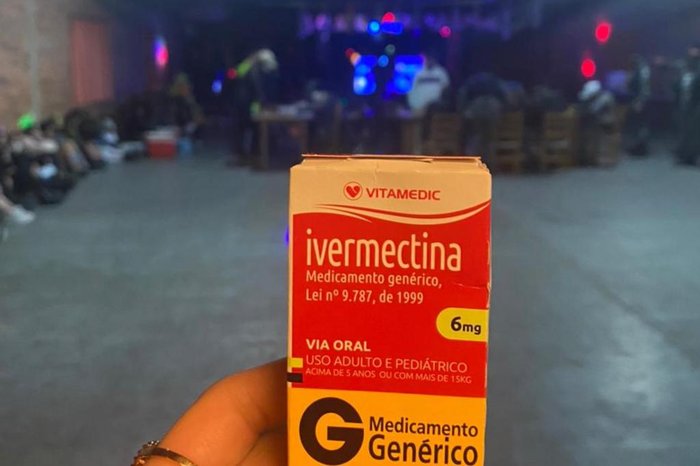 VITAMEDIC
ivermectina
Medicamento genérico,
Lei nº 9.787, de 1999
6mg
VIA ORAL
USO ADULTO E PEDIÁTRICO
ACIMA DE 5 ANOS OU COM MAIS DE 15KG
G Medicamento
Genérico